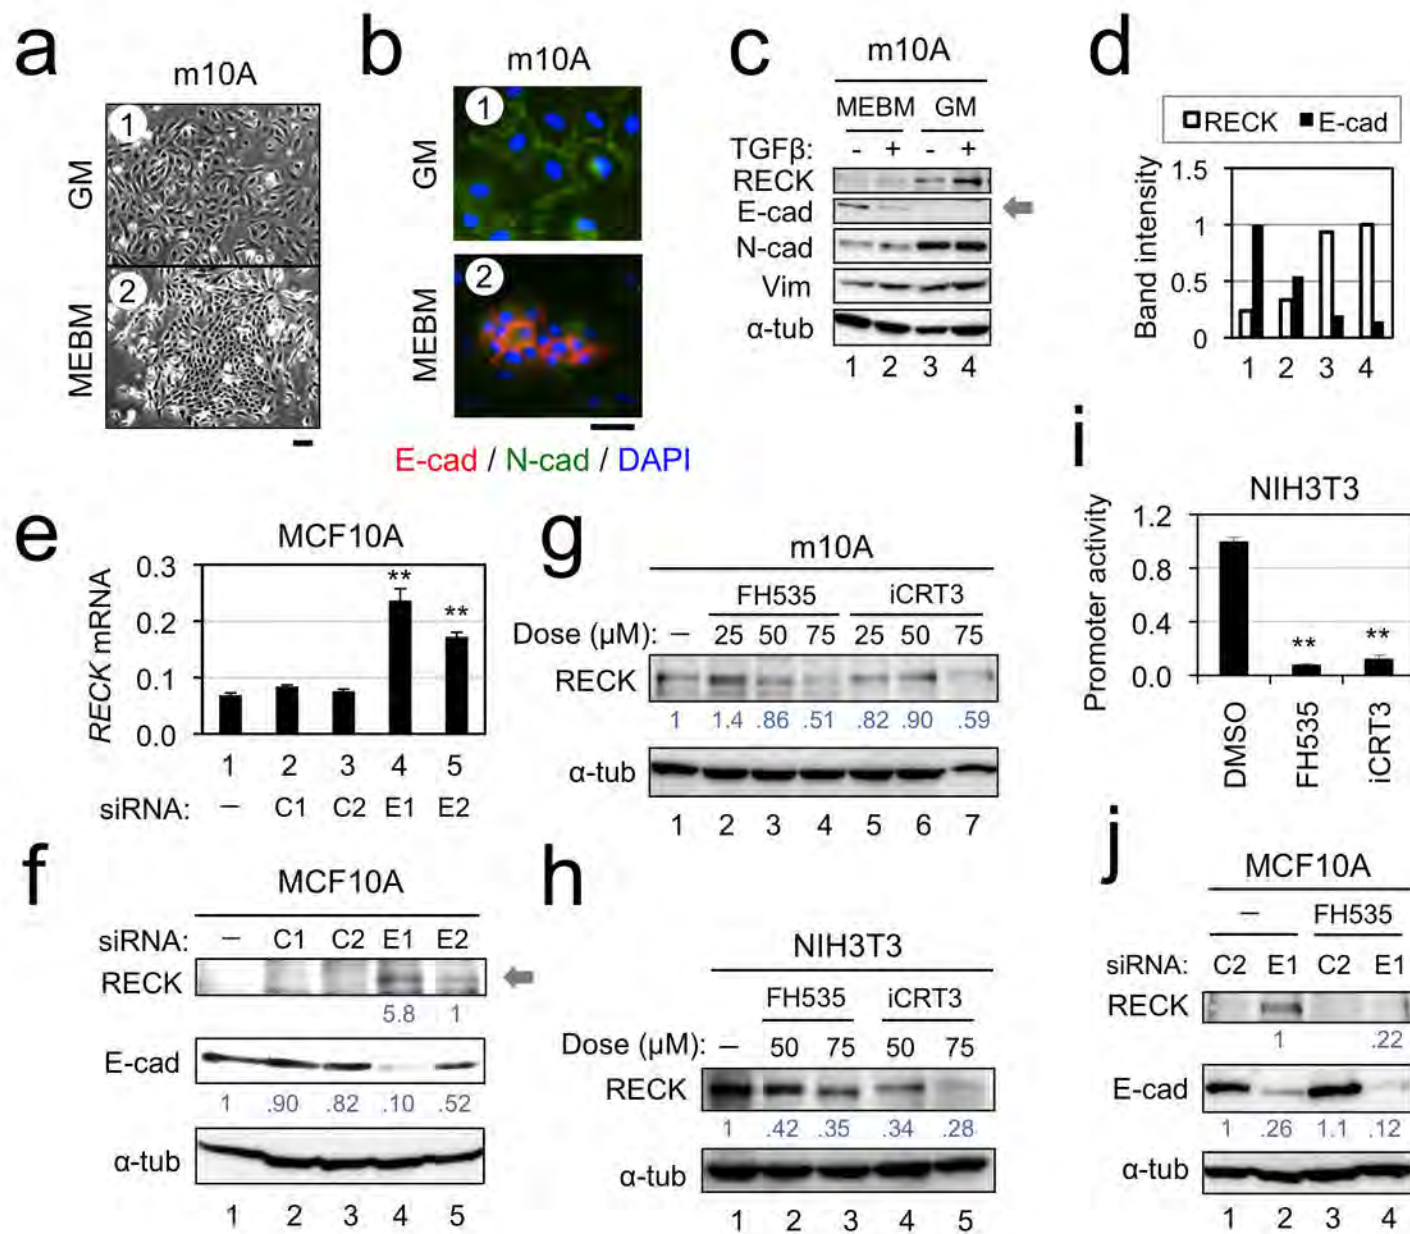 a
m10A
GM
1
MEBM
2
b
m10A
GM
1
MEBM
2
E-cad / N-cad / DAPI
c
m10A
MEBM GM
TGFβ: - + - +
RECK
E-cad
N-cad
Vim
α-tub
1 2 3 4
d
RECK E-cad
Band intensity
1.5
1
0.5
0
1 2 3 4
e
MCF10A
RECK mRNA
0.3
0.2
0.1
0.0
** **
1 2 3 4 5
siRNA: – C1 C2 E1 E2
f
MCF10A
siRNA: – C1 C2 E1 E2
RECK
5.8 1
E-cad
1 .90 .82 .10 .52
α-tub
1 2 3 4 5
g
m10A
FH535 iCRT3
Dose (μM): – 25 50 75 25 50 75
RECK
1 1.4 .86 .51 .82 .90 .59
α-tub
1 2 3 4 5 6 7
h
NIH3T3
FH535 iCRT3
Dose (μM): – 50 75 50 75
RECK
1 .42 .35 .34 .28
α-tub
1 2 3 4 5
i
NIH3T3
Promoter activity
1.2
0.8
0.4
0.0
** **
DMSO
FH535
iCRT3
j
MCF10A
– FH535
siRNA: C2 E1 C2 E1
RECK
1 .22
E-cad
1 .26 1.1 .12
α-tub
1 2 3 4